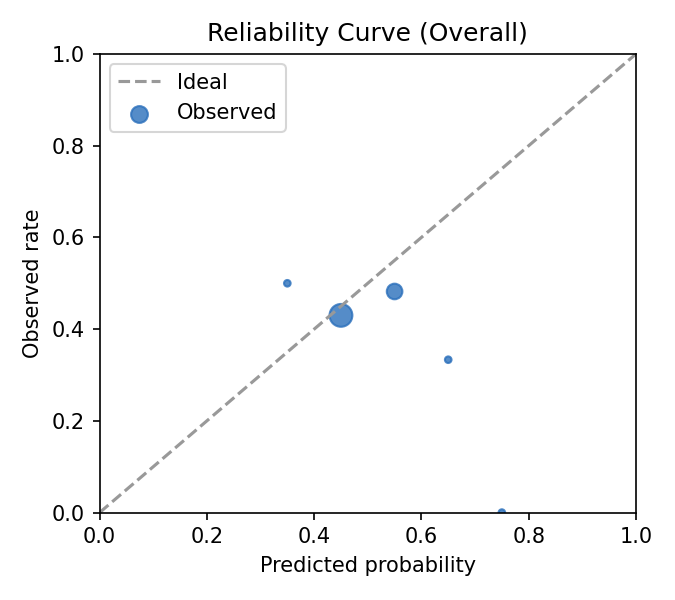 Reliability Curve (Overall)
Ideal
Observed
1.0
0.8
0.6
0.4
0.2
0.0
Observed rate
0.0 0.2 0.4 0.6 0.8 1.0
Predicted probability